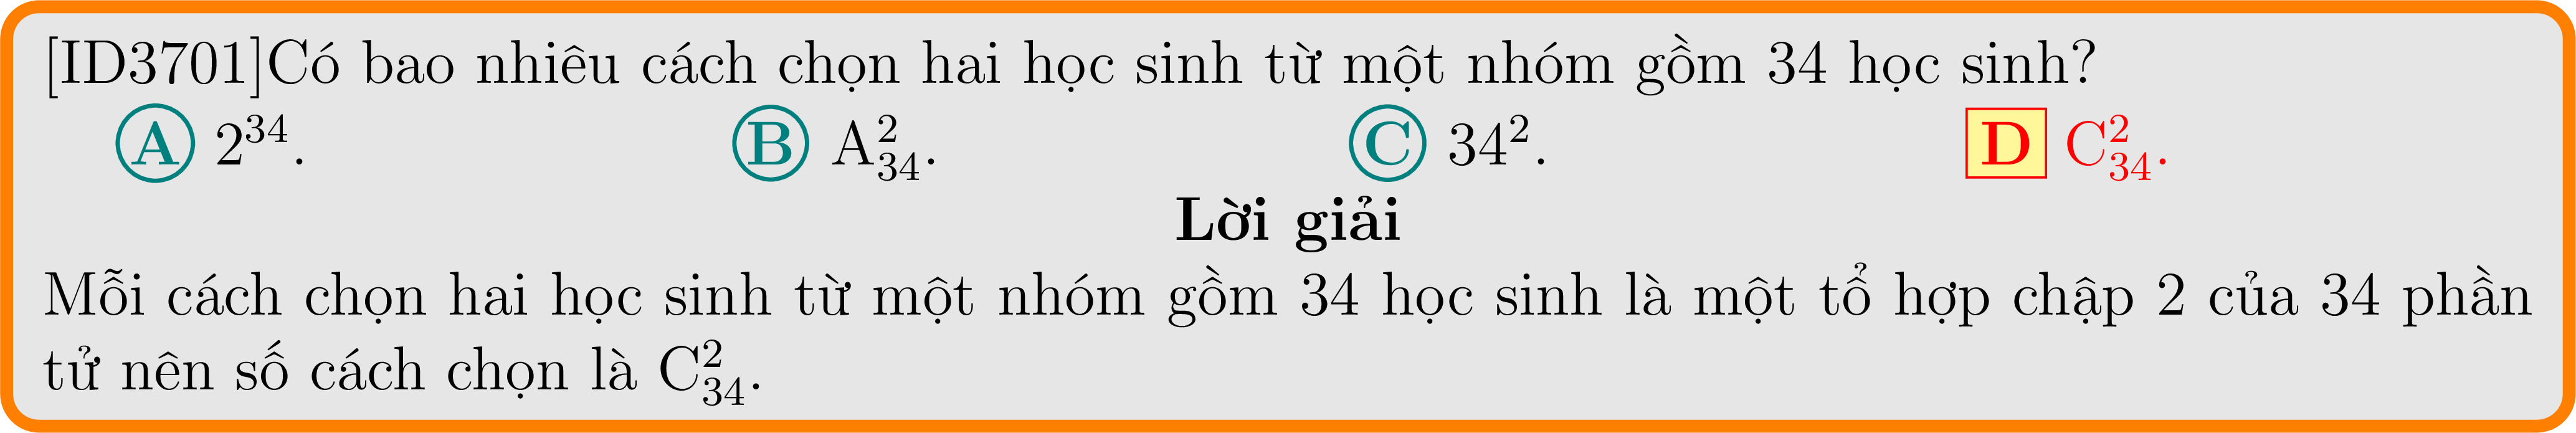 [ID3701]Có bao nhiêu cách chọn hai học sinh từ một nhóm gồm 34 học sinh?
A 2^{34}. B A_{34}^{2}. C 34^{2}. D C_{34}^{2}.
Lời giải
Mỗi cách chọn hai học sinh từ một nhóm gồm 34 học sinh là một tổ hợp chập 2 của 34 phần
tử nên số cách chọn là C_{34}^{2}.